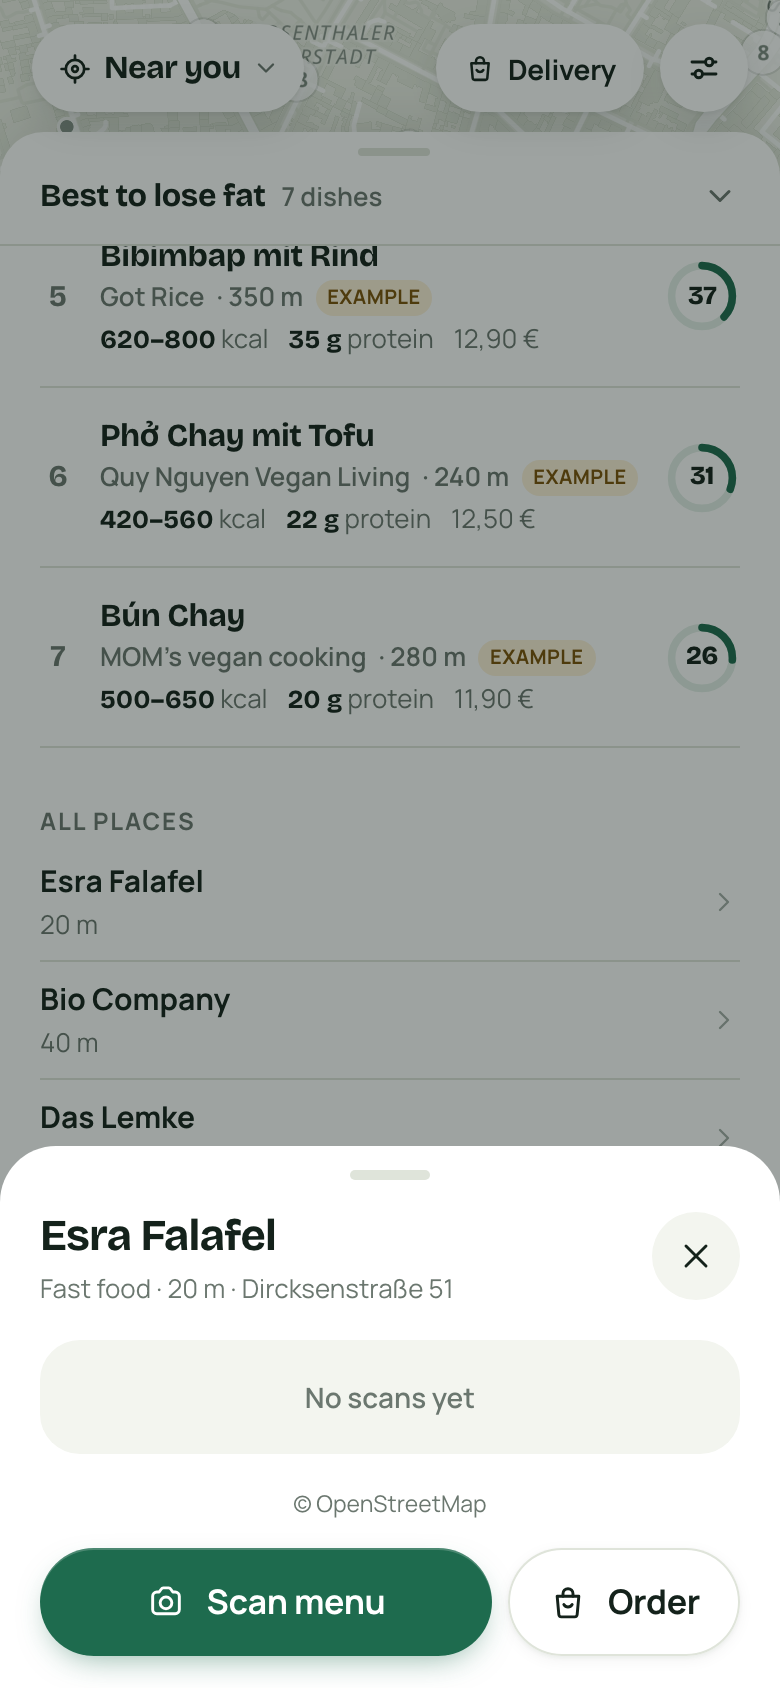 SENTHALER
RSTADT
Near you
Delivery
8
Best to lose fat 7 dishes
Bibimbap mit Rind
5
Got Rice · 350 m EXAMPLE
37
620–800 kcal 35 g protein 12,90 €
Phở Chay mit Tofu
6
Quy Nguyen Vegan Living · 240 m EXAMPLE
31
420–560 kcal 22 g protein 12,50 €
Bún Chay
7
MOM's vegan cooking · 280 m EXAMPLE
26
500–650 kcal 20 g protein 11,90 €
ALL PLACES
Esra Falafel
20 m
Bio Company
40 m
Das Lemke
Esra Falafel
Fast food · 20 m · Dircksenstraße 51
No scans yet
© OpenStreetMap
Scan menu
Order